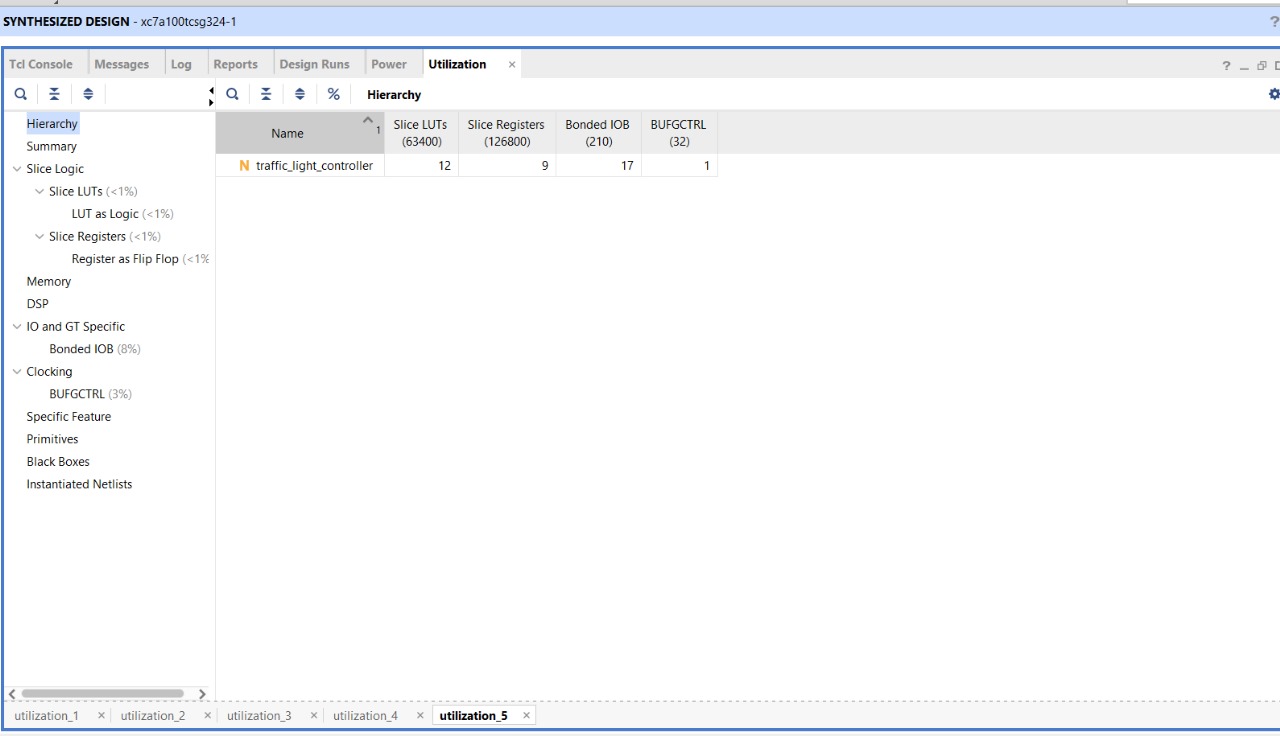 SYNTHESIZED DESIGN - xc7a100tcsg324-1 ?
Tcl Console Messages Log Reports Design Runs Power Utilization × ? _
% Hierarchy
Hierarchy
Summary
Slice Logic
Slice LUTs (<1%)
LUT as Logic (<1%)
Slice Registers (<1%)
Register as Flip Flop (<1%
Memory
DSP
IO and GT Specific
Bonded IOB (8%)
Clocking
BUFGCTRL (3%)
Specific Feature
Primitives
Black Boxes
Instantiated Netlists
Name 1 Slice LUTs (63400) Slice Registers (126800) Bonded IOB (210) BUFGCTRL (32)
N traffic_light_controller 12 9 17 1
utilization_1 × utilization_2 × utilization_3 × utilization_4 × utilization_5 ×